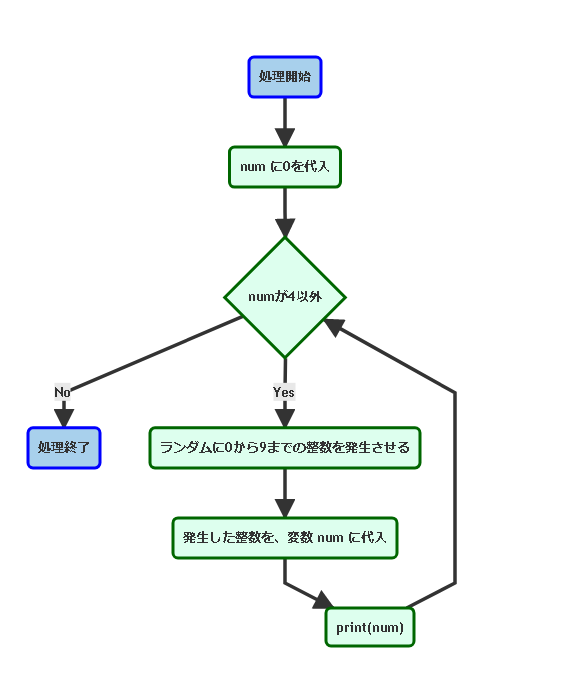 処理開始
num に0を代入
numが4以外
No
Yes
処理終了
ランダムに0から9までの整数を発生させる
発生した整数を、変数 num に代入
print(num)